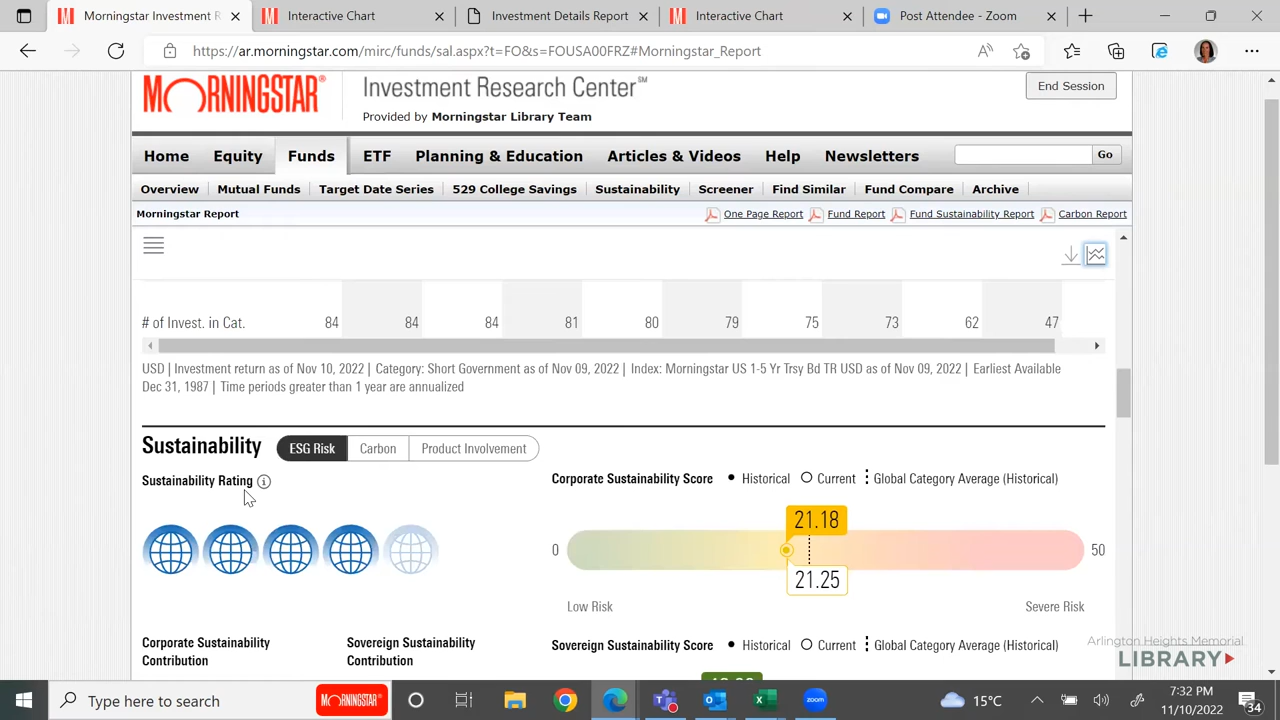 Morningstar Investment R
Interactive Chart
Investment Details Report
Interactive Chart
Post Attendee - Zoom
https://ar.morningstar.com/mirc/funds/sal.aspx?t=FO&s=FOUSA00FRZ#Morningstar_Report
MORNINGSTAR®
Investment Research Center℠
Provided by Morningstar Library Team
End Session
Home Equity Funds ETF Planning & Education Articles & Videos Help Newsletters Go
Overview Mutual Funds Target Date Series 529 College Savings Sustainability Screener Find Similar Fund Compare Archive
Morningstar Report One Page Report Fund Report Fund Sustainability Report Carbon Report
# of Invest. in Cat. 84 84 84 81 80 79 75 73 62 47
USD | Investment return as of Nov 10, 2022 | Category: Short Government as of Nov 09, 2022 | Index: Morningstar US 1-5 Yr Trsy Bd TR USD as of Nov 09, 2022 | Earliest Available
Dec 31, 1987 | Time periods greater than 1 year are annualized
Sustainability ESG Risk Carbon Product Involvement
Sustainability Rating
Corporate Sustainability Score Historical Current Global Category Average (Historical)
21.18
0 50
21.25
Low Risk Severe Risk
Corporate Sustainability
Contribution
Sovereign Sustainability
Contribution
Sovereign Sustainability Score Historical Current Global Category Average (Historical)
Arlington Heights Memorial
LIBRARY
Type here to search
MORNINGSTAR
zoom
15°C
7:32 PM
11/10/2022
34